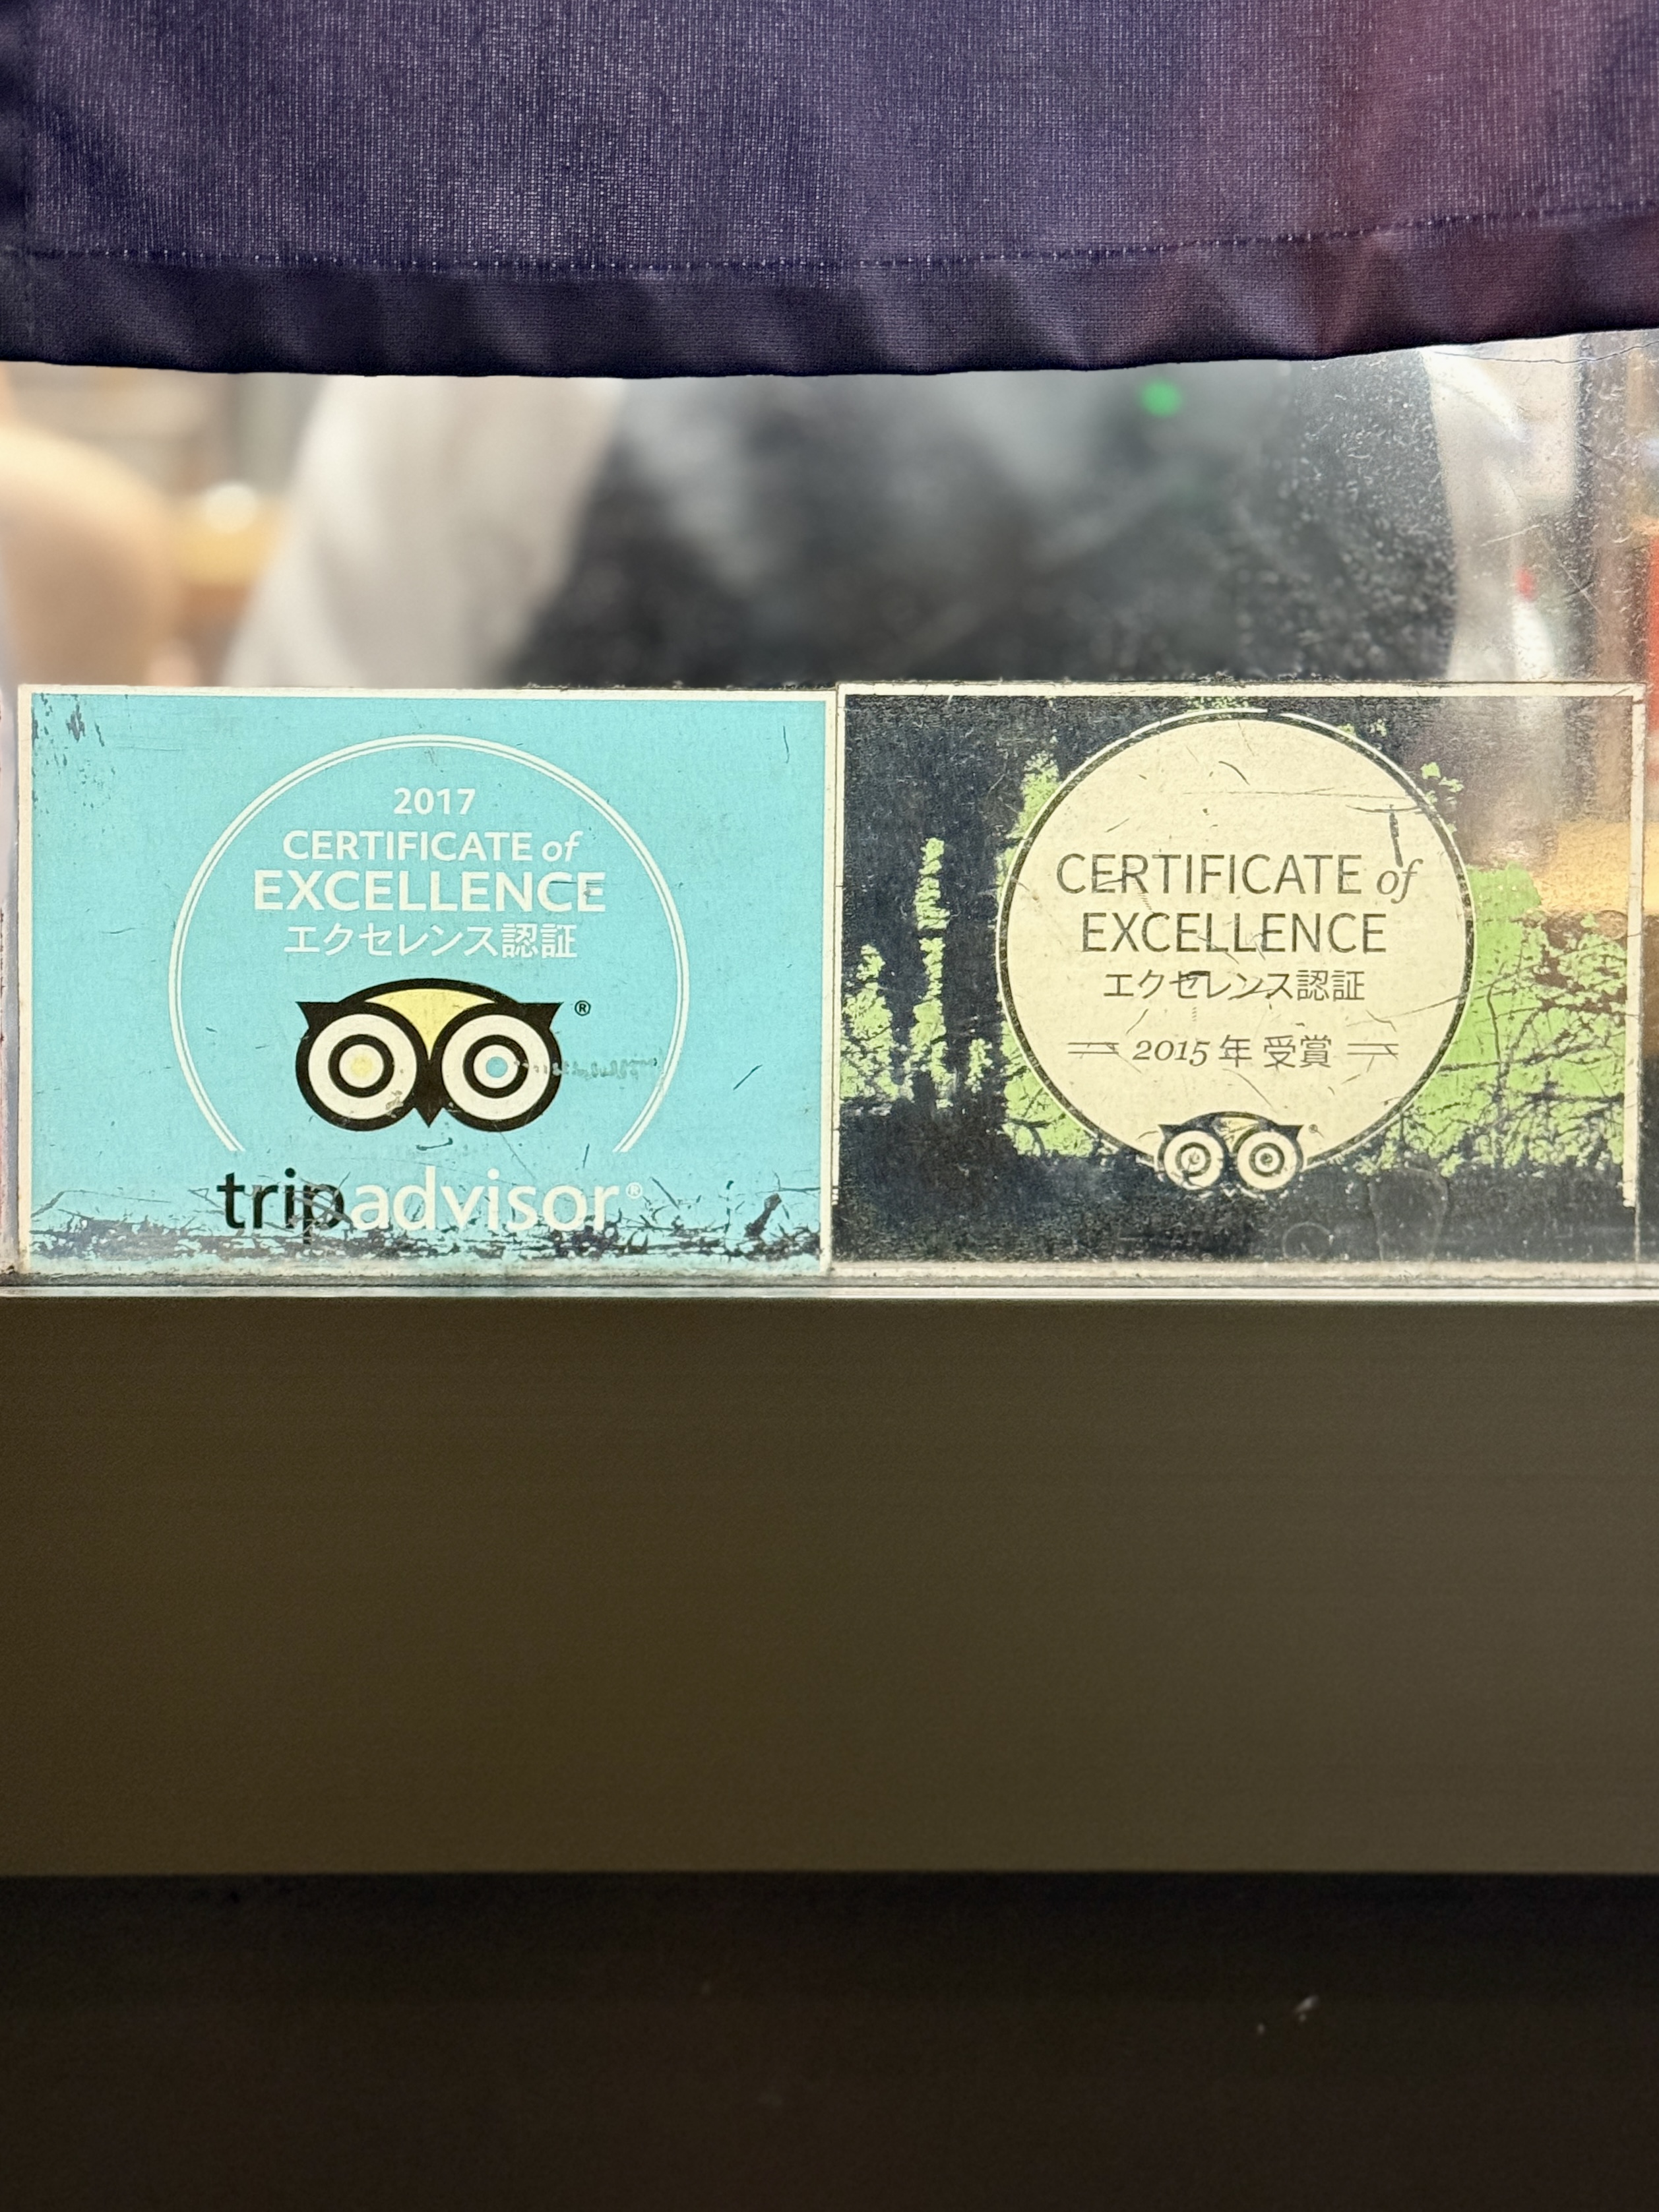 2017
CERTIFICATE of
EXCELLENCE
エクセレンス認証
®
tripadvisor®
CERTIFICATE of
EXCELLENCE
エクセレンス認証
2015年 受賞
®